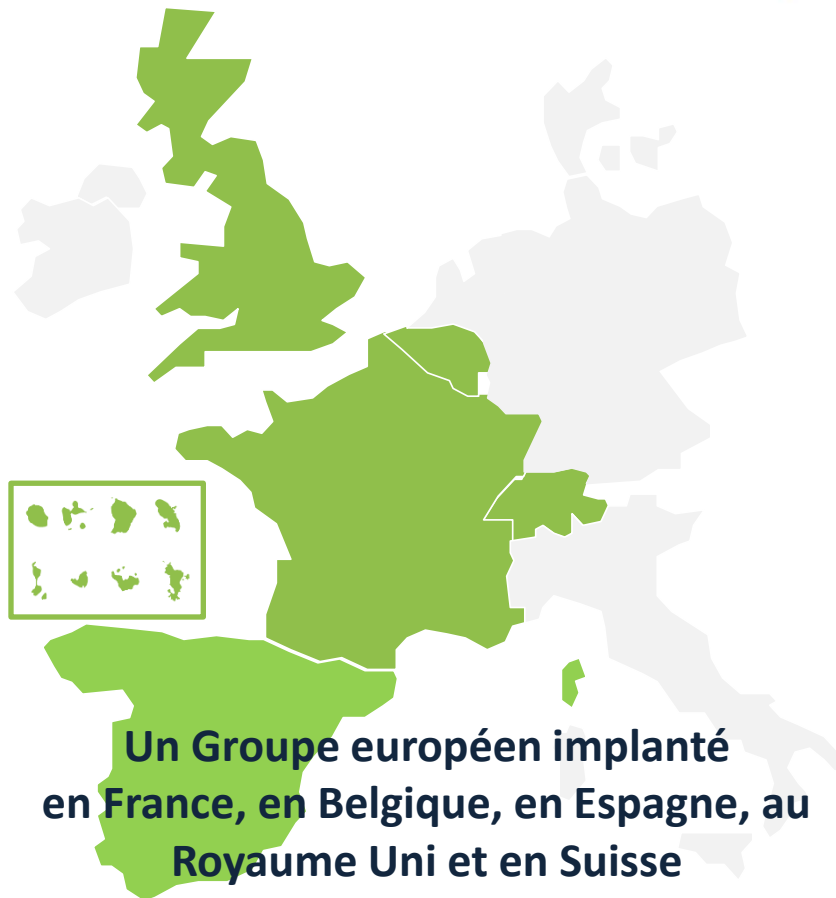 Un Groupe européen implanté
en France, en Belgique, en Espagne, au
Royaume Uni et en Suisse